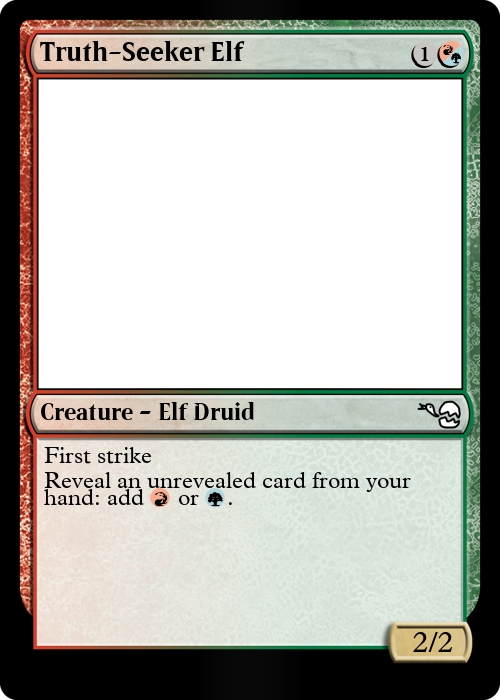 Truth-Seeker Elf 1
Creature - Elf Druid
First strike
Reveal an unrevealed card from your
hand: add or .
2/2